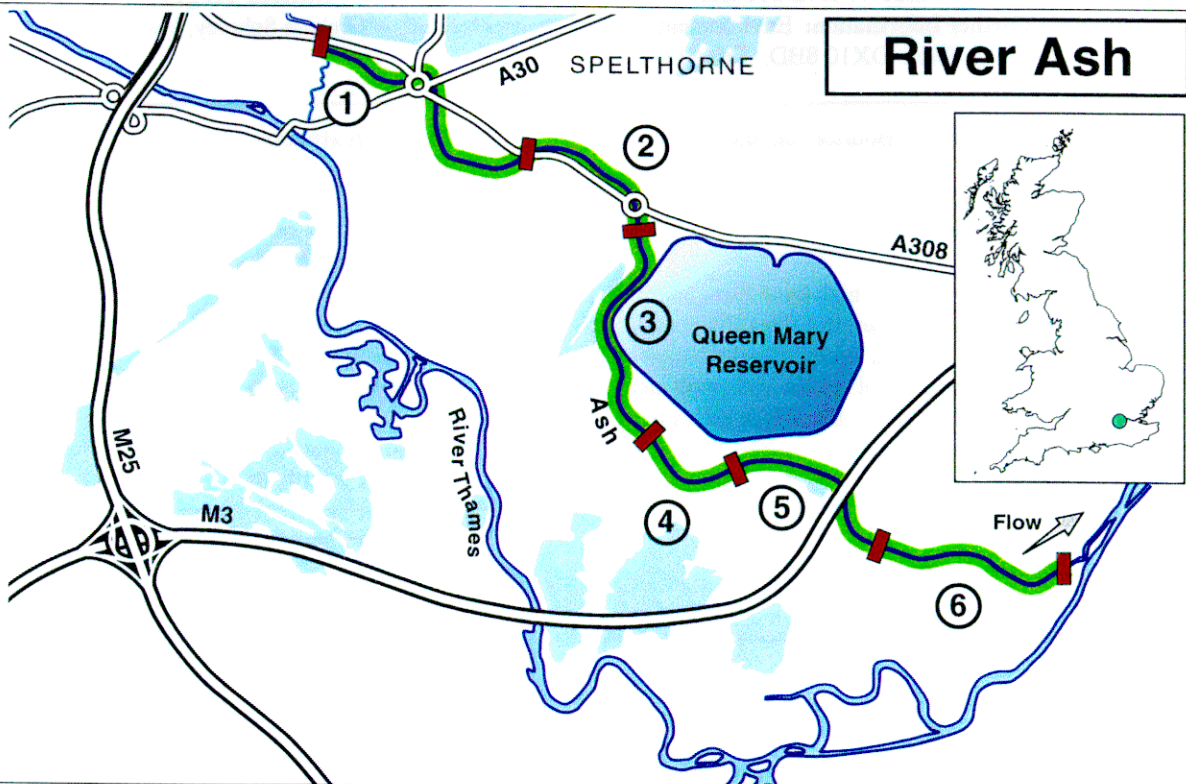 River Ash
A30
SPELTHORNE
1
2
A308
3
Queen Mary
Reservoir
Ash
River Thames
M25
M3
4
5
Flow
6